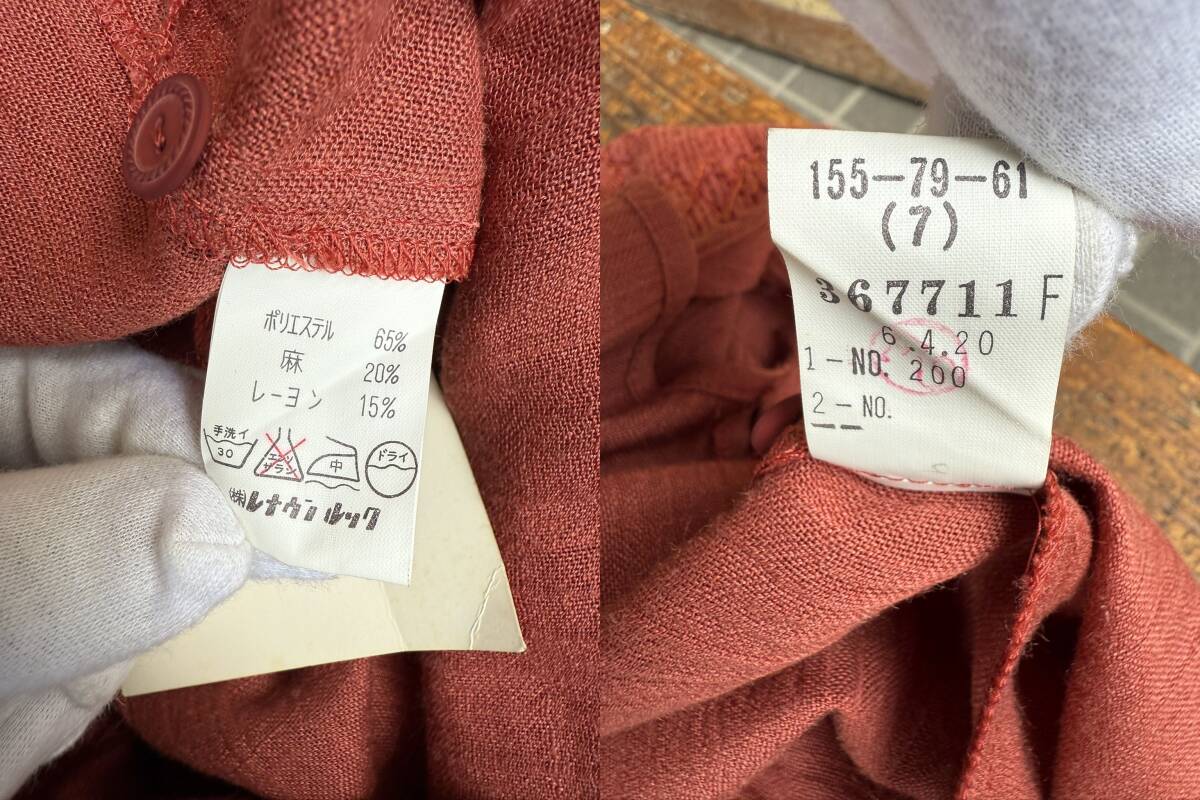 ポリエステル 65%
麻 20%
レーヨン 15%
手洗イ
30
エンソ
サラシ
中
ドライ
(株)レナウンルック
155-79-61
(7)
367711 F
6.4.20
1-NO. 200
2-NO.